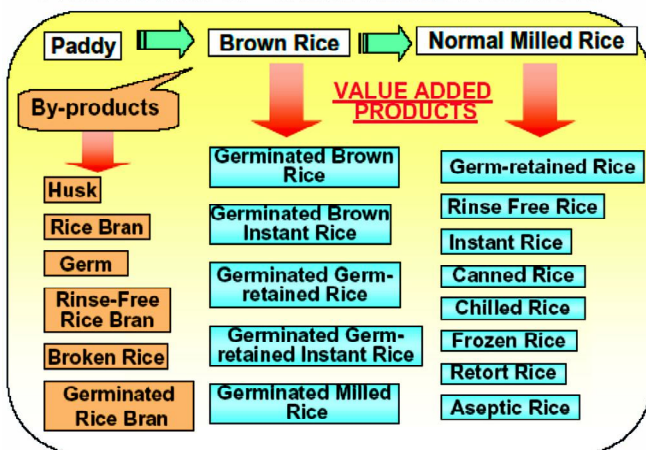 Paddy
Brown Rice
Normal Milled Rice
By-products
VALUE ADDED
PRODUCTS
Husk
Rice Bran
Germ
Rinse-Free
Rice Bran
Broken Rice
Germinated
Rice Bran
Germinated Brown
Rice
Germinated Brown
Instant Rice
Germinated Germ-
retained Rice
Germinated Germ-
retained Instant Rice
Germinated Milled
Rice
Germ-retained Rice
Rinse Free Rice
Instant Rice
Canned Rice
Chilled Rice
Frozen Rice
Retort Rice
Aseptic Rice